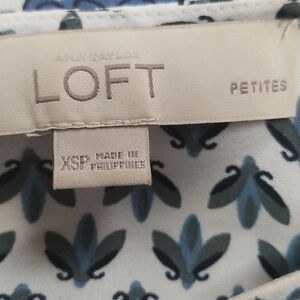 ANN TAYLOR
LOFT
PETITES
XSP MADE IN
PHILIPPINES